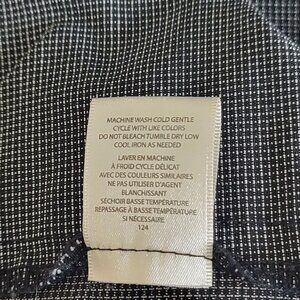 MACHINE WASH COLD GENTLE
CYCLE WITH LIKE COLORS
DO NOT BLEACH TUMBLE DRY LOW
COOL IRON AS NEEDED
LAVER EN MACHINE
À FROID CYCLE DÉLICAT
AVEC DES COULEURS SIMILAIRES
NE PAS UTILISER D'AGENT
BLANCHISSANT
SÉCHOIR BASSE TEMPÉRATURE
REPASSAGE À BASSE TEMPÉRATURE
SI NÉCESSAIRE
124